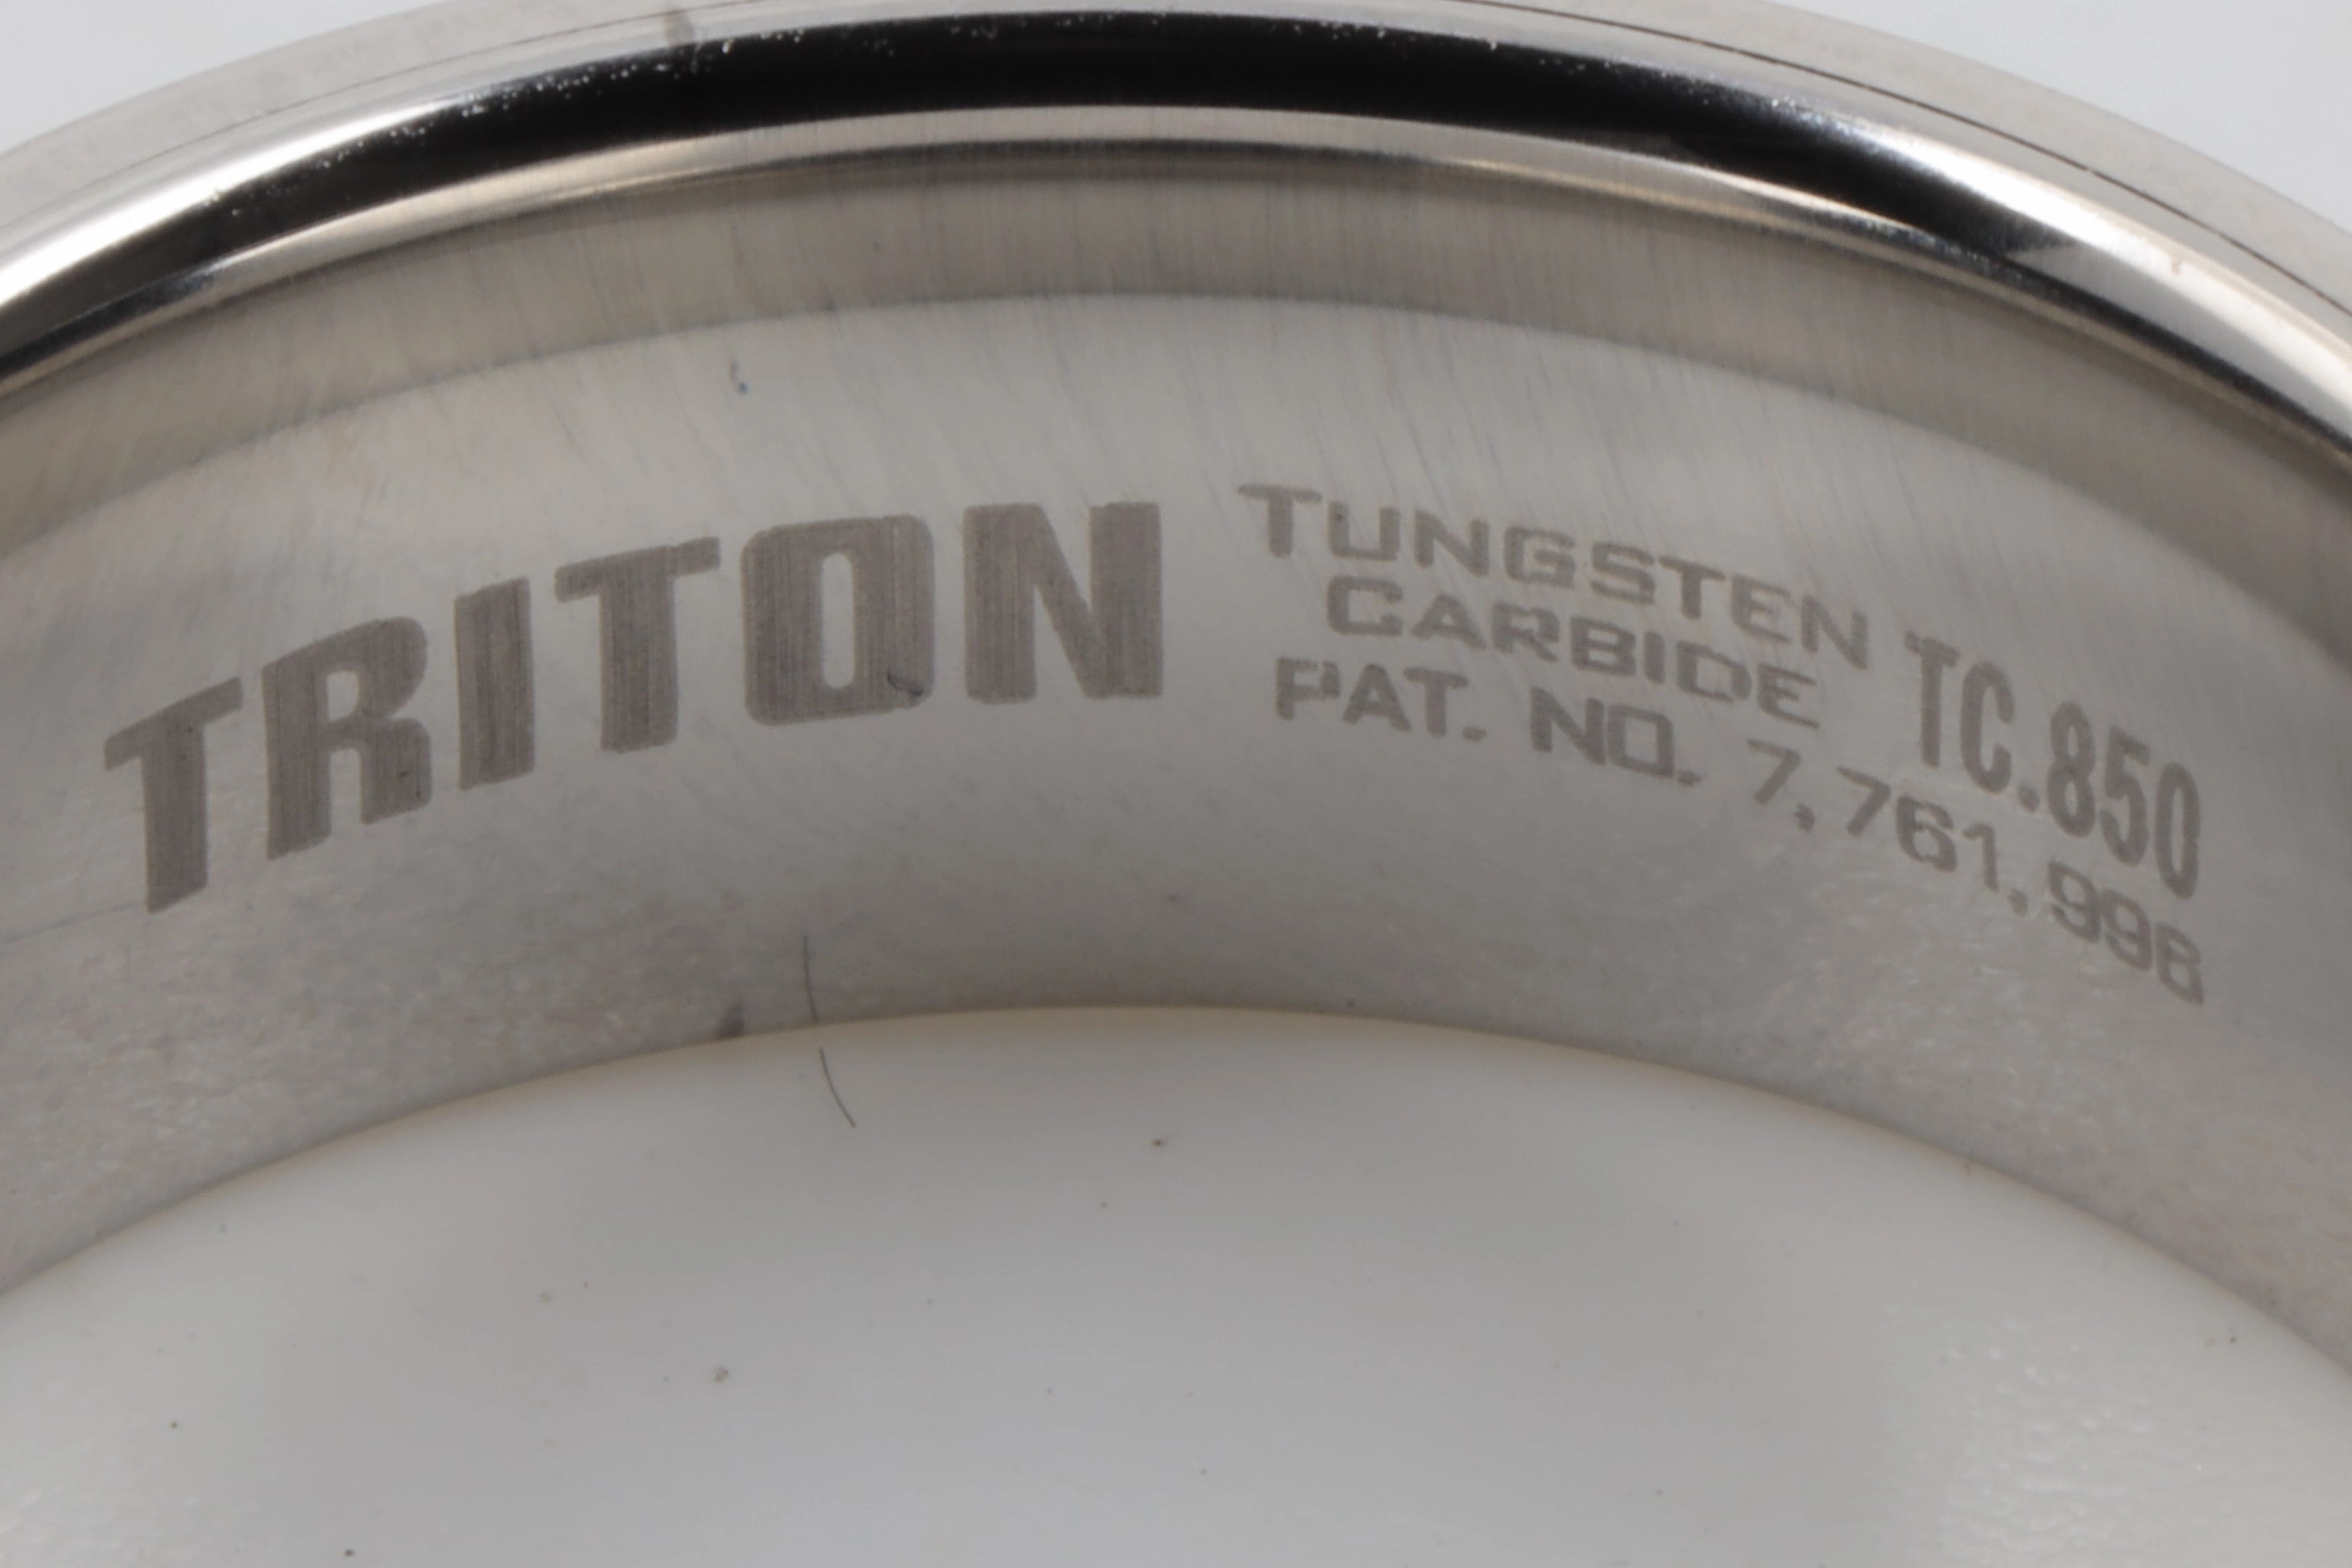 TRITON
TUNGSTEN
CARBIDE
PAT. NO. 7,761,996
TC.850